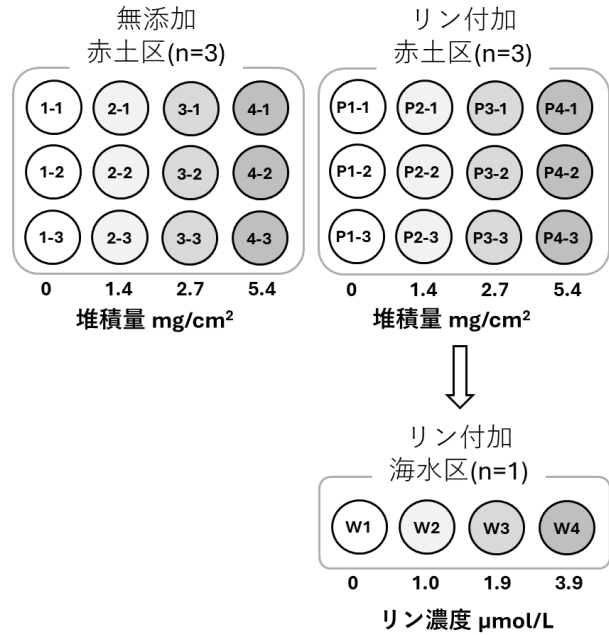 無添加
赤土区(n=3)
1-1 2-1 3-1 4-1
1-2 2-2 3-2 4-2
1-3 2-3 3-3 4-3
0 1.4 2.7 5.4
堆積量 mg/cm²
リン付加
赤土区(n=3)
P1-1 P2-1 P3-1 P4-1
P1-2 P2-2 P3-2 P4-2
P1-3 P2-3 P3-3 P4-3
0 1.4 2.7 5.4
堆積量 mg/cm²
リン付加
海水区(n=1)
W1 W2 W3 W4
0 1.0 1.9 3.9
リン濃度 μmol/L